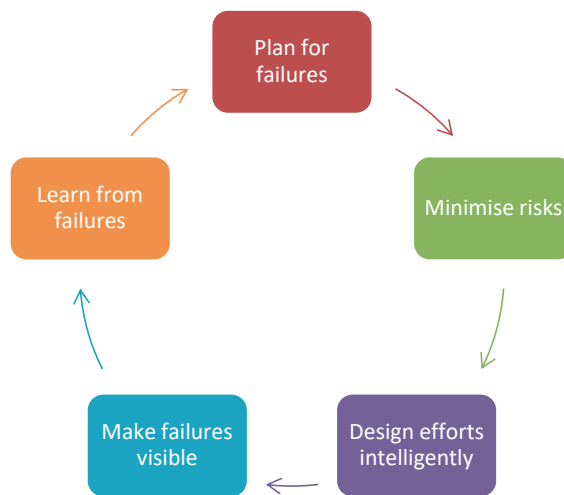 Plan for
failures
Minimise risks
Design efforts
intelligently
Make failures
visible
Learn from
failures